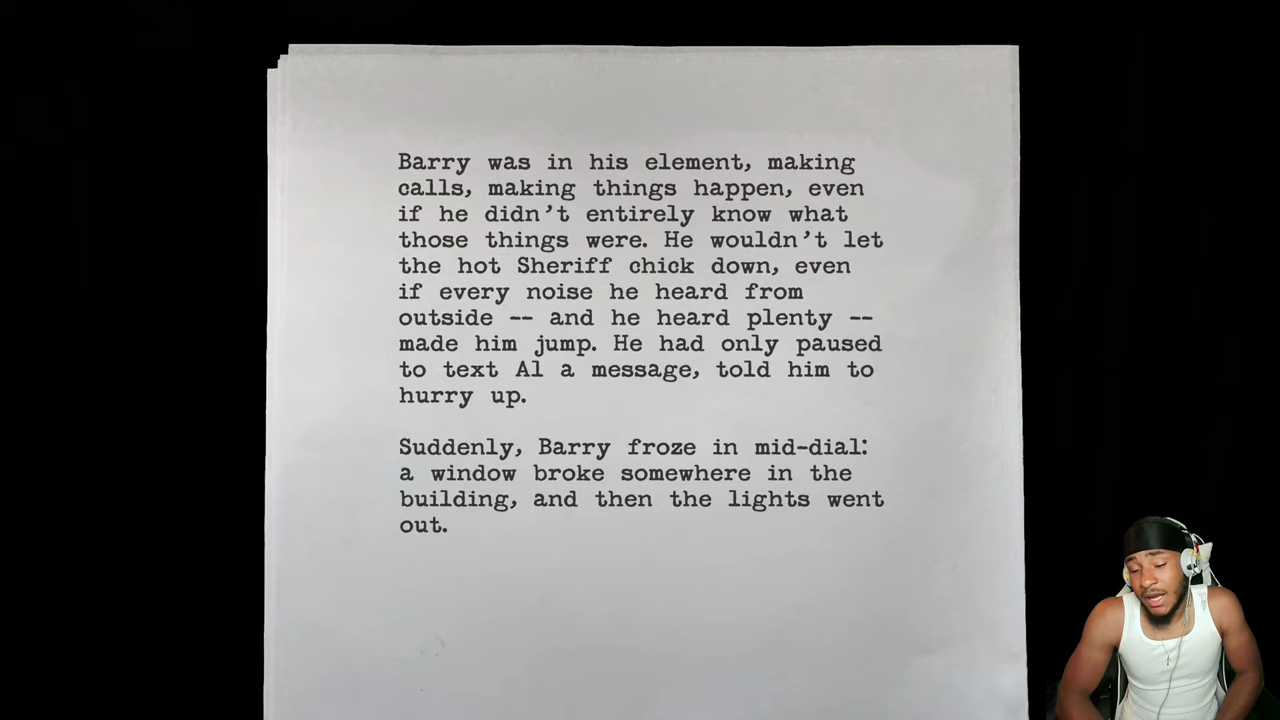 Barry was in his element, making
calls, making things happen, even
if he didn't entirely know what
those things were. He wouldn't let
the hot Sheriff chick down, even
if every noise he heard from
outside -- and he heard plenty --
made him jump. He had only paused
to text Al a message, told him to
hurry up.
Suddenly, Barry froze in mid-dial:
a window broke somewhere in the
building, and then the lights went
out.